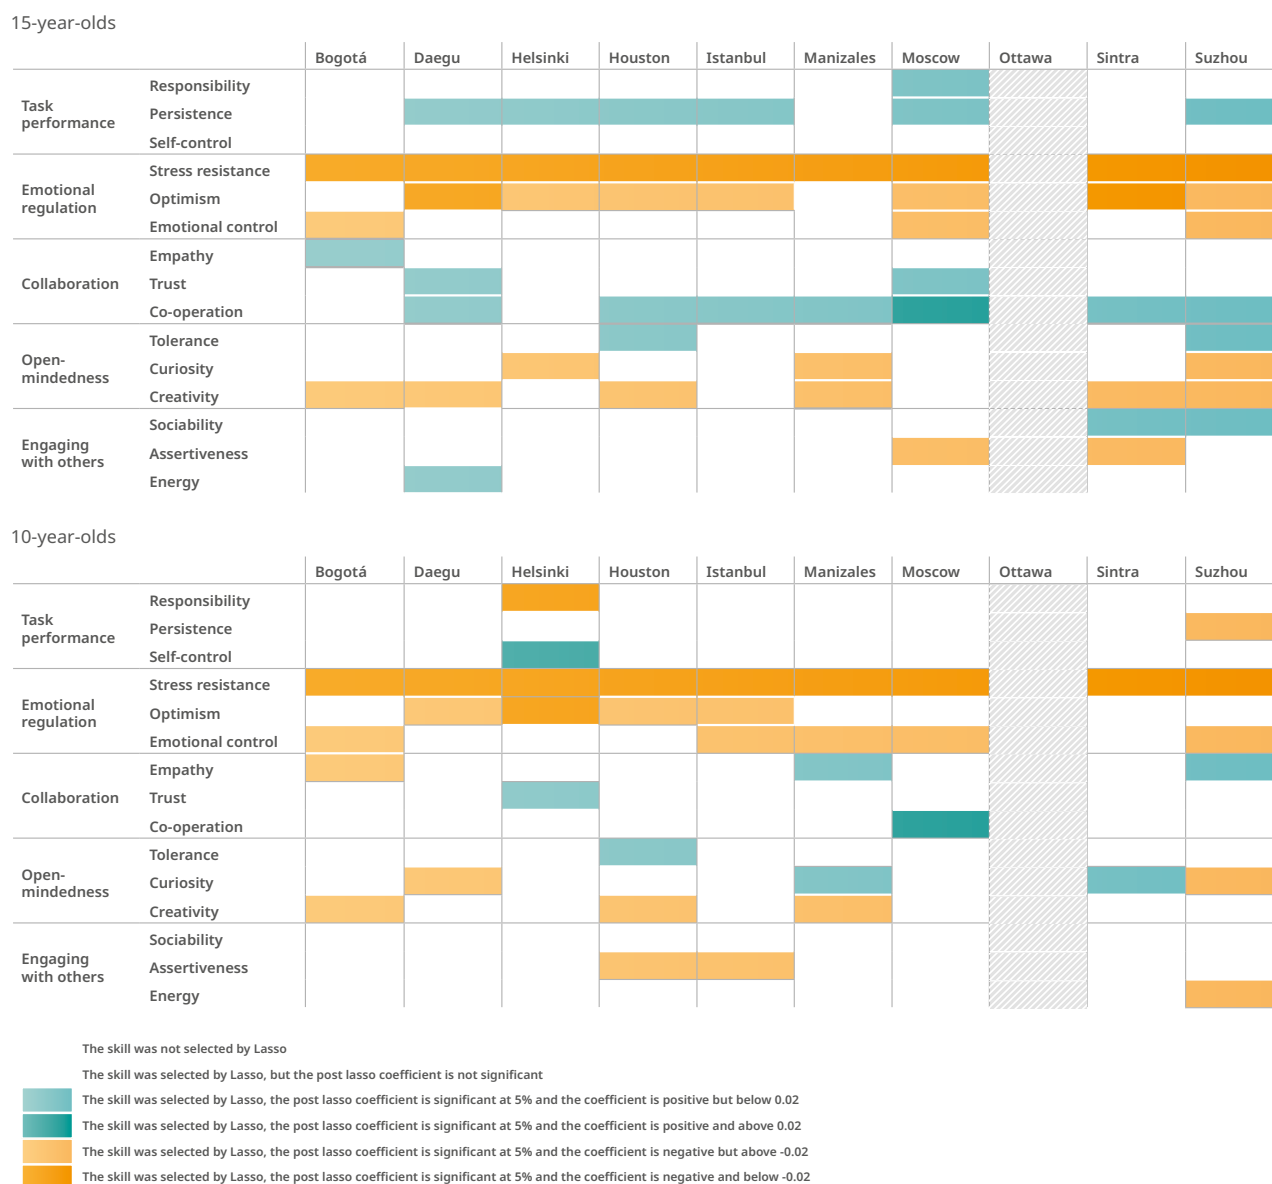 15-year-olds
Bogotá Daegu Helsinki Houston Istanbul Manizales Moscow Ottawa Sintra Suzhou
Task
performance
Responsibility
Persistence
Self-control
Emotional
regulation
Stress resistance
Optimism
Emotional control
Collaboration
Empathy
Trust
Co-operation
Open-
mindedness
Tolerance
Curiosity
Creativity
Engaging
with others
Sociability
Assertiveness
Energy
10-year-olds
Bogotá Daegu Helsinki Houston Istanbul Manizales Moscow Ottawa Sintra Suzhou
Task
performance
Responsibility
Persistence
Self-control
Emotional
regulation
Stress resistance
Optimism
Emotional control
Collaboration
Empathy
Trust
Co-operation
Open-
mindedness
Tolerance
Curiosity
Creativity
Engaging
with others
Sociability
Assertiveness
Energy
The skill was not selected by Lasso
The skill was selected by Lasso, but the post lasso coefficient is not significant
The skill was selected by Lasso, the post lasso coefficient is significant at 5% and the coefficient is positive but below 0.02
The skill was selected by Lasso, the post lasso coefficient is significant at 5% and the coefficient is positive and above 0.02
The skill was selected by Lasso, the post lasso coefficient is significant at 5% and the coefficient is negative but above -0.02
The skill was selected by Lasso, the post lasso coefficient is significant at 5% and the coefficient is negative and below -0.02